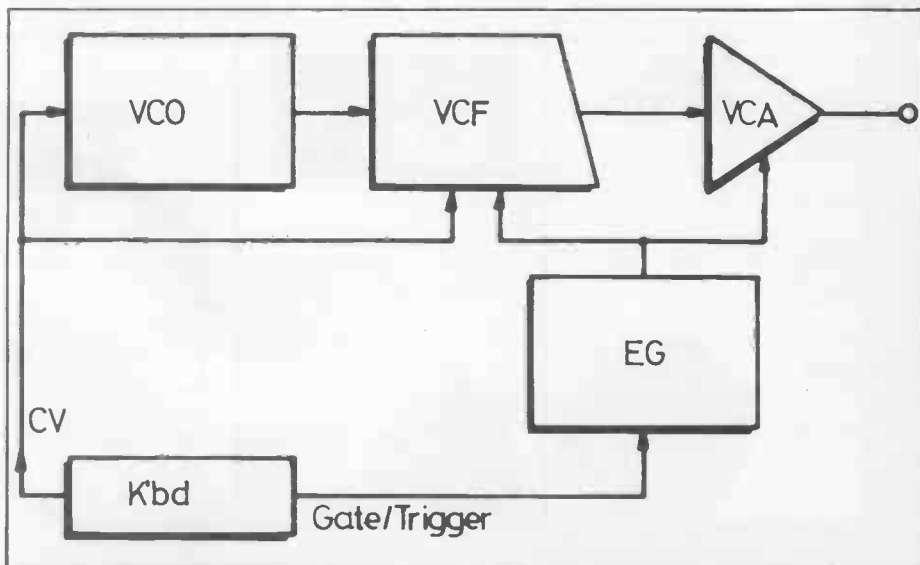 VCO
VCF
VCA
EG
CV
K'bd
Gate/Trigger